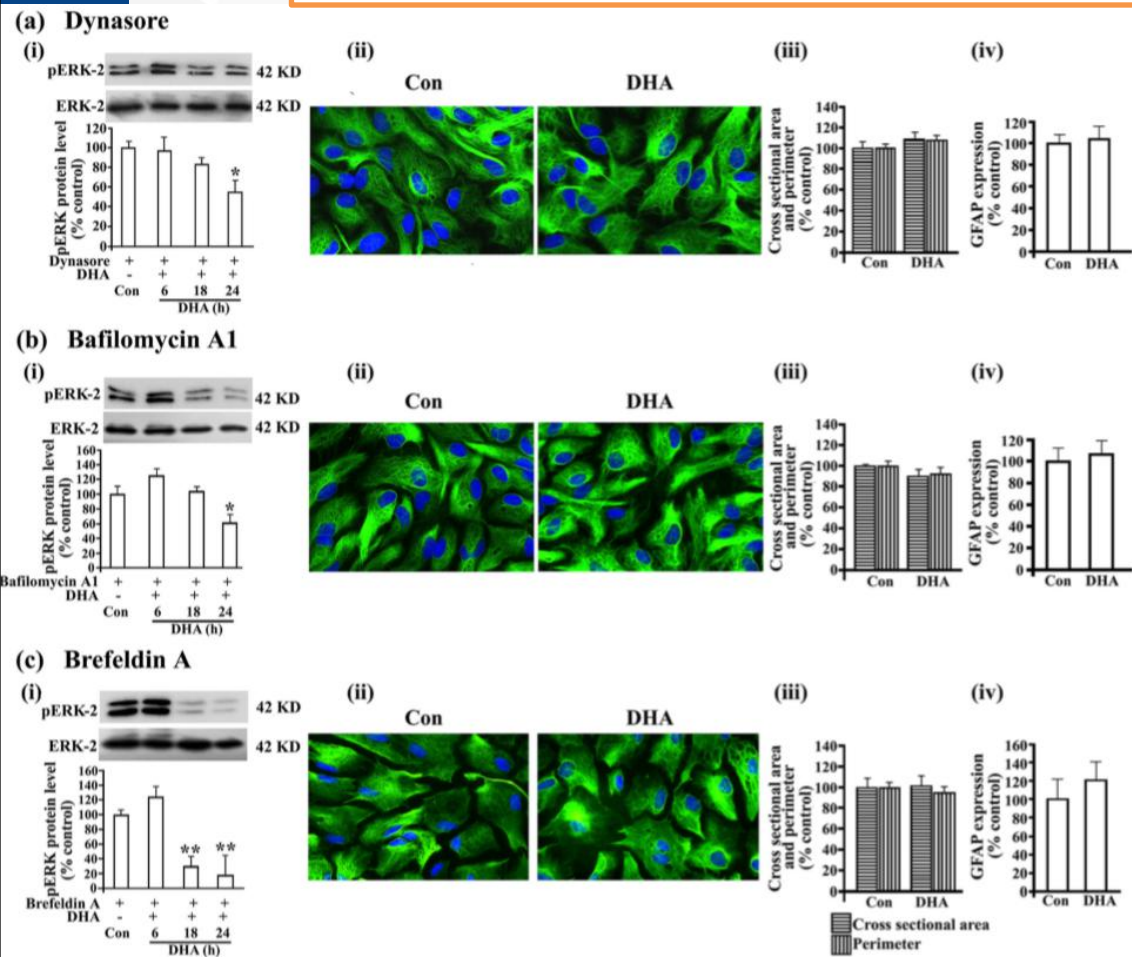 (a) Dynasore
(i)
(ii)
(iii)
(iv)
pERK-2
42 KD
ERK-2
42 KD
Con
DHA
pERK protein level
(% control)
120
100
80
60
40
20
0
*
Dynasore + + + +
DHA - + + +
Con 6 18 24
DHA (h)
Cross sectional area
and perimeter
(% control)
140
120
100
80
60
40
20
0
Con DHA
GFAP expression
(% control)
120
100
80
60
40
20
0
Con DHA
(b) Bafilomycin A1
(i)
(ii)
(iii)
(iv)
pERK-2
42 KD
ERK-2
42 KD
Con
DHA
pERK protein level
(% control)
160
140
120
100
80
60
40
20
0
*
Bafilomycin A1 + + + +
DHA - + + +
Con 6 18 24
DHA (h)
Cross sectional area
and perimeter
(% control)
140
120
100
80
60
40
20
0
Con DHA
GFAP expression
(% control)
120
100
80
60
40
20
0
Con DHA
(c) Brefeldin A
(i)
(ii)
(iii)
(iv)
pERK-2
42 KD
ERK-2
42 KD
Con
DHA
pERK protein level
(% control)
160
140
120
100
80
60
40
20
0
** **
Brefeldin A + + + +
DHA - + + +
Con 6 18 24
DHA (h)
Cross sectional area
and perimeter
(% control)
140
120
100
80
60
40
20
0
Con DHA
GFAP expression
(% control)
160
140
120
100
80
60
40
20
0
Con DHA
Cross sectional area
Perimeter